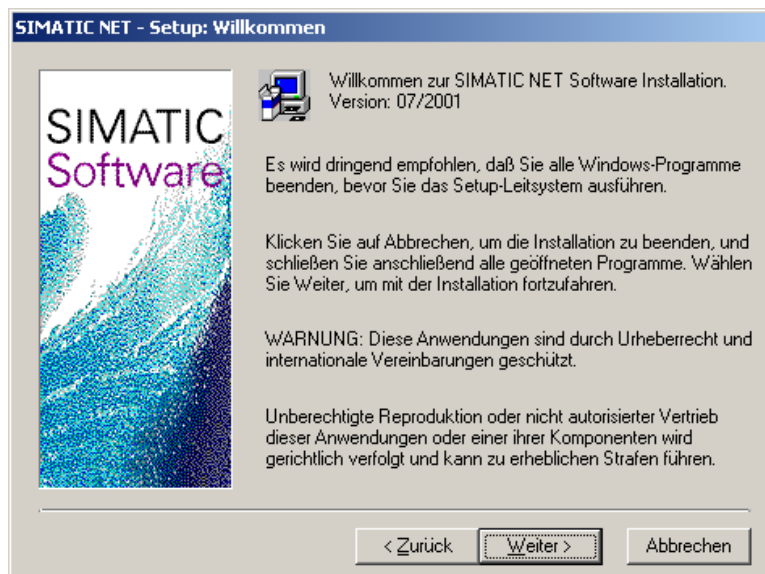 SIMATIC NET - Setup: Willkommen
SIMATIC
Software
Willkommen zur SIMATIC NET Software Installation.
Version: 07/2001
Es wird dringend empfohlen, daß Sie alle Windows-Programme
beenden, bevor Sie das Setup-Leitsystem ausführen.
Klicken Sie auf Abbrechen, um die Installation zu beenden, und
schließen Sie anschließend alle geöffneten Programme. Wählen
Sie Weiter, um mit der Installation fortzufahren.
WARNUNG: Diese Anwendungen sind durch Urheberrecht und
internationale Vereinbarungen geschützt.
Unberechtigte Reproduktion oder nicht autorisierter Vertrieb
dieser Anwendungen oder einer ihrer Komponenten wird
gerichtlich verfolgt und kann zu erheblichen Strafen führen.
< Zurück Weiter > Abbrechen